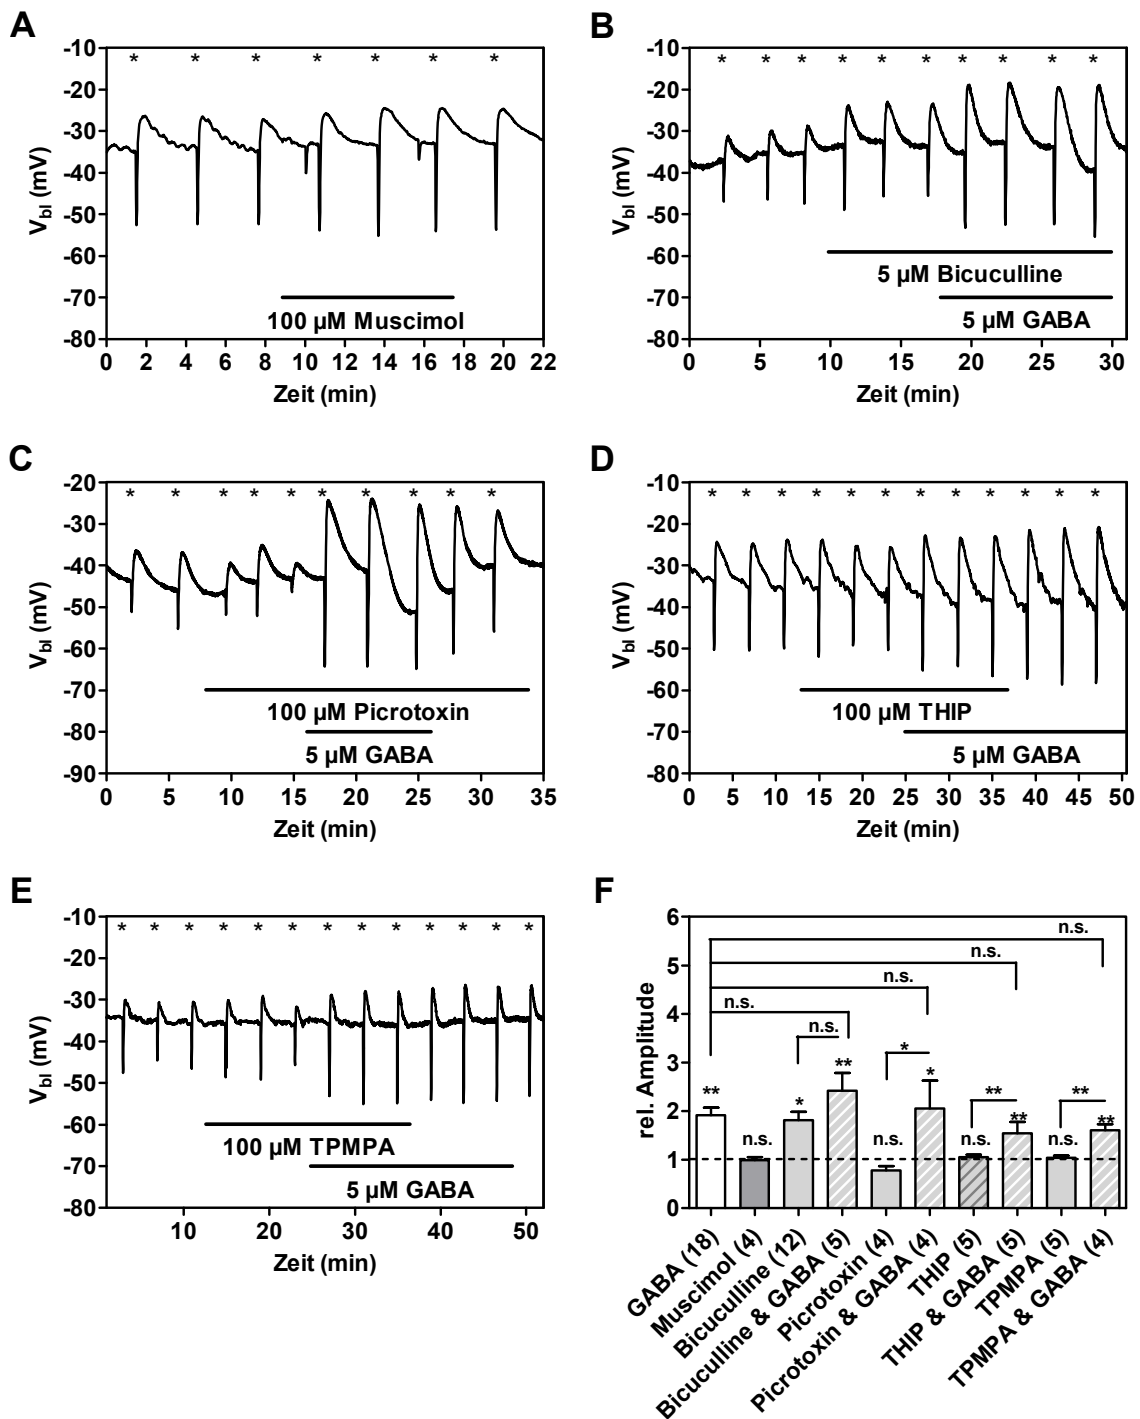 A
-10
-20
-30
-40
-50
-60
-70
-80
V_bl (mV)
* * * * * * *
100 µM Muscimol
0 2 4 6 8 10 12 14 16 18 20 22
Zeit (min)
B
-10
-20
-30
-40
-50
-60
-70
-80
V_bl (mV)
* * * * * * * * * *
5 µM Bicuculline
5 µM GABA
0 5 10 15 20 25 30
Zeit (min)
C
-20
-30
-40
-50
-60
-70
-80
-90
V_bl (mV)
* * * * * * * * * *
100 µM Picrotoxin
5 µM GABA
0 5 10 15 20 25 30 35
Zeit (min)
D
-10
-20
-30
-40
-50
-60
-70
-80
V_bl (mV)
* * * * * * * * * * * *
100 µM THIP
5 µM GABA
0 5 10 15 20 25 30 35 40 45 50
Zeit (min)
E
-10
-20
-30
-40
-50
-60
-70
-80
V_bl (mV)
* * * * * * * * * * * *
100 µM TPMPA
5 µM GABA
10 20 30 40 50
Zeit (min)
F
6
5
4
3
2
1
0
rel. Amplitude
n.s.
n.s.
n.s.
n.s.
n.s.
*
** **
** n.s. * ** n.s. * n.s. ** n.s. **
GABA (18)
Muscimol (4)
Bicuculline (12)
Bicuculline & GABA (5)
Picrotoxin (4)
Picrotoxin & GABA (4)
THIP (5)
THIP & GABA (5)
TPMPA (5)
TPMPA & GABA (4)